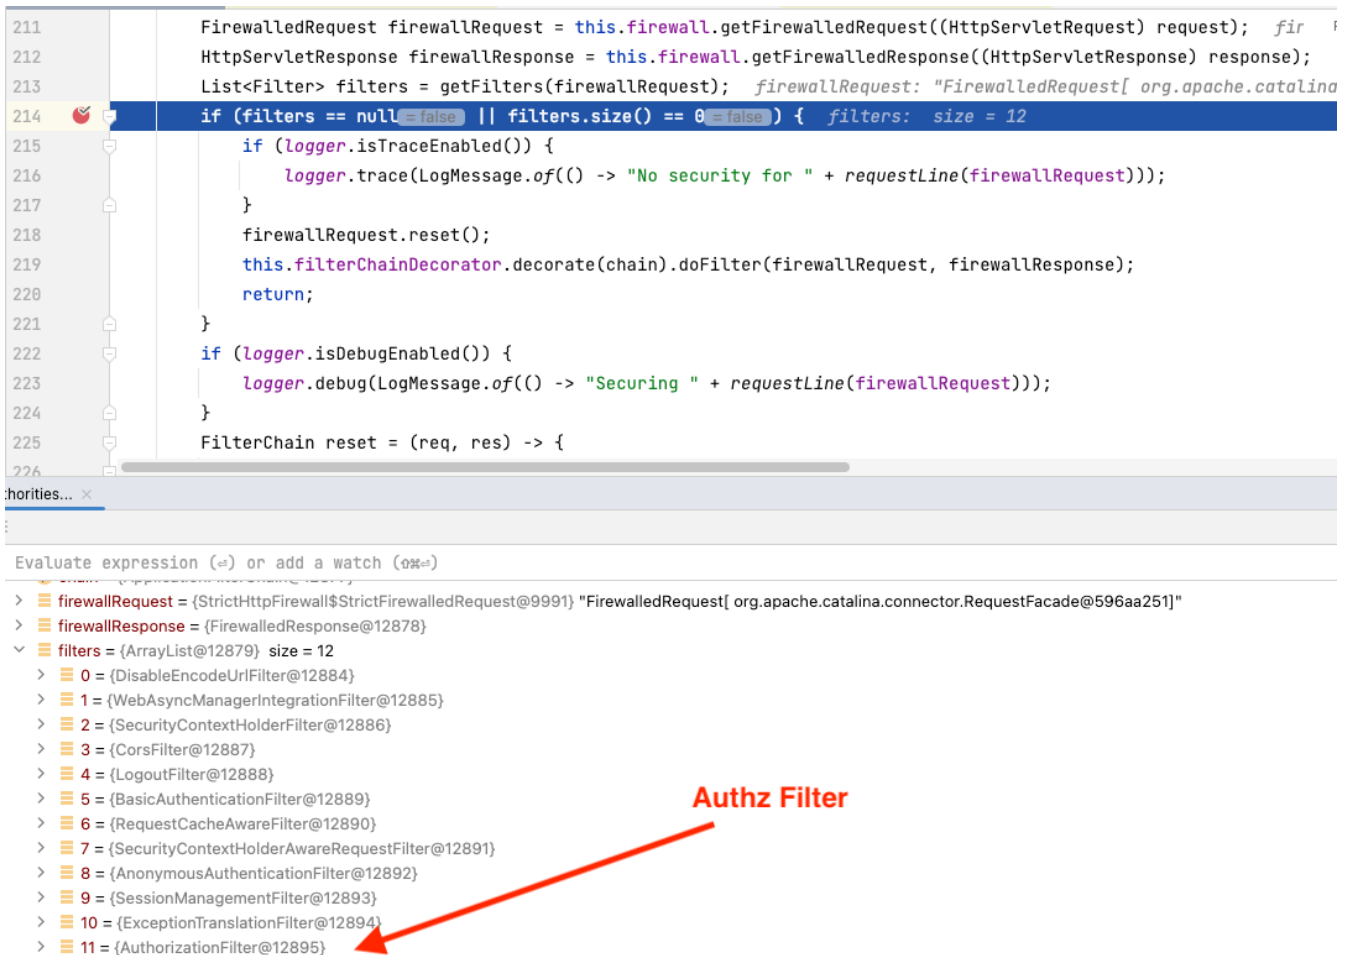 211 FirewalledRequest firewallRequest = this.firewall.getFirewalledRequest((HttpServletRequest) request); fir
212 HttpServletResponse firewallResponse = this.firewall.getFirewalledResponse((HttpServletResponse) response);
213 List<Filter> filters = getFilters(firewallRequest); firewallRequest: "FirewalledRequest[ org.apache.catalina
214 if (filters == null = false || filters.size() == 0 = false ) { filters: size = 12
215 if (logger.isTraceEnabled()) {
216 logger.trace(LogMessage.of(() -> "No security for " + requestLine(firewallRequest)));
217 }
218 firewallRequest.reset();
219 this.filterChainDecorator.decorate(chain).doFilter(firewallRequest, firewallResponse);
220 return;
221 }
222 if (logger.isDebugEnabled()) {
223 logger.debug(LogMessage.of(() -> "Securing " + requestLine(firewallRequest)));
224 }
225 FilterChain reset = (req, res) -> {
226
thorities... ×
Evaluate expression (⏎) or add a watch (⇧⌘⏎)
firewallRequest = {StrictHttpFirewall$StrictFirewalledRequest@9991} "FirewalledRequest[ org.apache.catalina.connector.RequestFacade@596aa251]"
firewallResponse = {FirewalledResponse@12878}
filters = {ArrayList@12879} size = 12
0 = {DisableEncodeUrlFilter@12884}
1 = {WebAsyncManagerIntegrationFilter@12885}
2 = {SecurityContextHolderFilter@12886}
3 = {CorsFilter@12887}
4 = {LogoutFilter@12888}
5 = {BasicAuthenticationFilter@12889}
Authz Filter
6 = {RequestCacheAwareFilter@12890}
7 = {SecurityContextHolderAwareRequestFilter@12891}
8 = {AnonymousAuthenticationFilter@12892}
9 = {SessionManagementFilter@12893}
10 = {ExceptionTranslationFilter@12894}
11 = {AuthorizationFilter@12895}